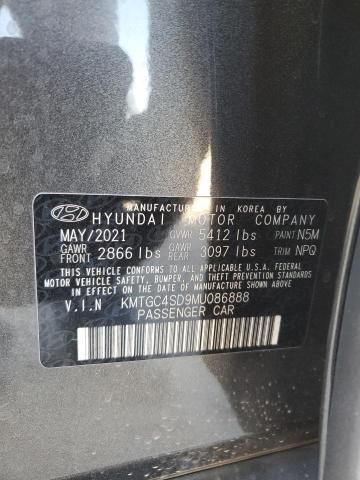 MANUFACTURED IN KOREA BY
HYUNDAI MOTOR COMPANY
MAY/2021 GVWR 5412 lbs PAINT N5M
GAWR FRONT 2866 lbs GAWR REAR 3097 lbs TRIM NPQ
THIS VEHICLE CONFORMS TO ALL APPLICABLE U.S.A. FEDERAL
MOTOR VEHICLE SAFETY, BUMPER, AND THEFT PREVENTION STANDARDS
IN EFFECT ON THE DATE OF MANUFACTURE SHOWN ABOVE.
V.I.N KMTGC4SD9MU086888
PASSENGER CAR